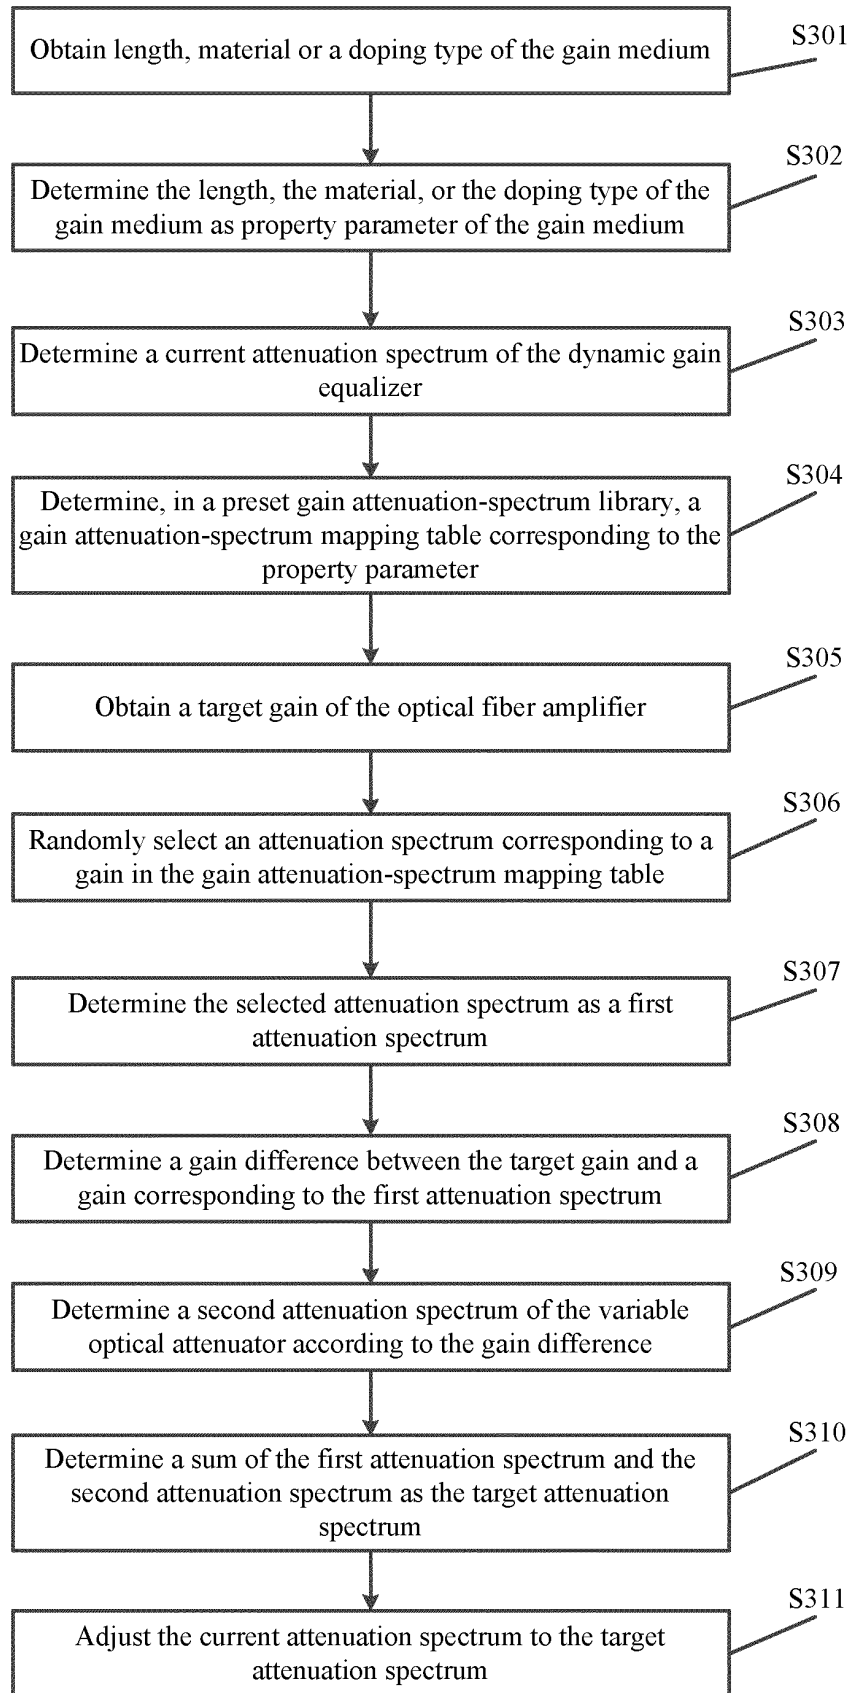 Obtain length, material or a doping type of the gain medium
S301
Determine the length, the material, or the doping type of the
gain medium as property parameter of the gain medium
S302
Determine a current attenuation spectrum of the dynamic gain
equalizer
S303
Determine, in a preset gain attenuation-spectrum library, a
gain attenuation-spectrum mapping table corresponding to the
property parameter
S304
Obtain a target gain of the optical fiber amplifier
S305
Randomly select an attenuation spectrum corresponding to a
gain in the gain attenuation-spectrum mapping table
S306
Determine the selected attenuation spectrum as a first
attenuation spectrum
S307
Determine a gain difference between the target gain and a
gain corresponding to the first attenuation spectrum
S308
Determine a second attenuation spectrum of the variable
optical attenuator according to the gain difference
S309
Determine a sum of the first attenuation spectrum and the
second attenuation spectrum as the target attenuation
spectrum
S310
Adjust the current attenuation spectrum to the target
attenuation spectrum
S311